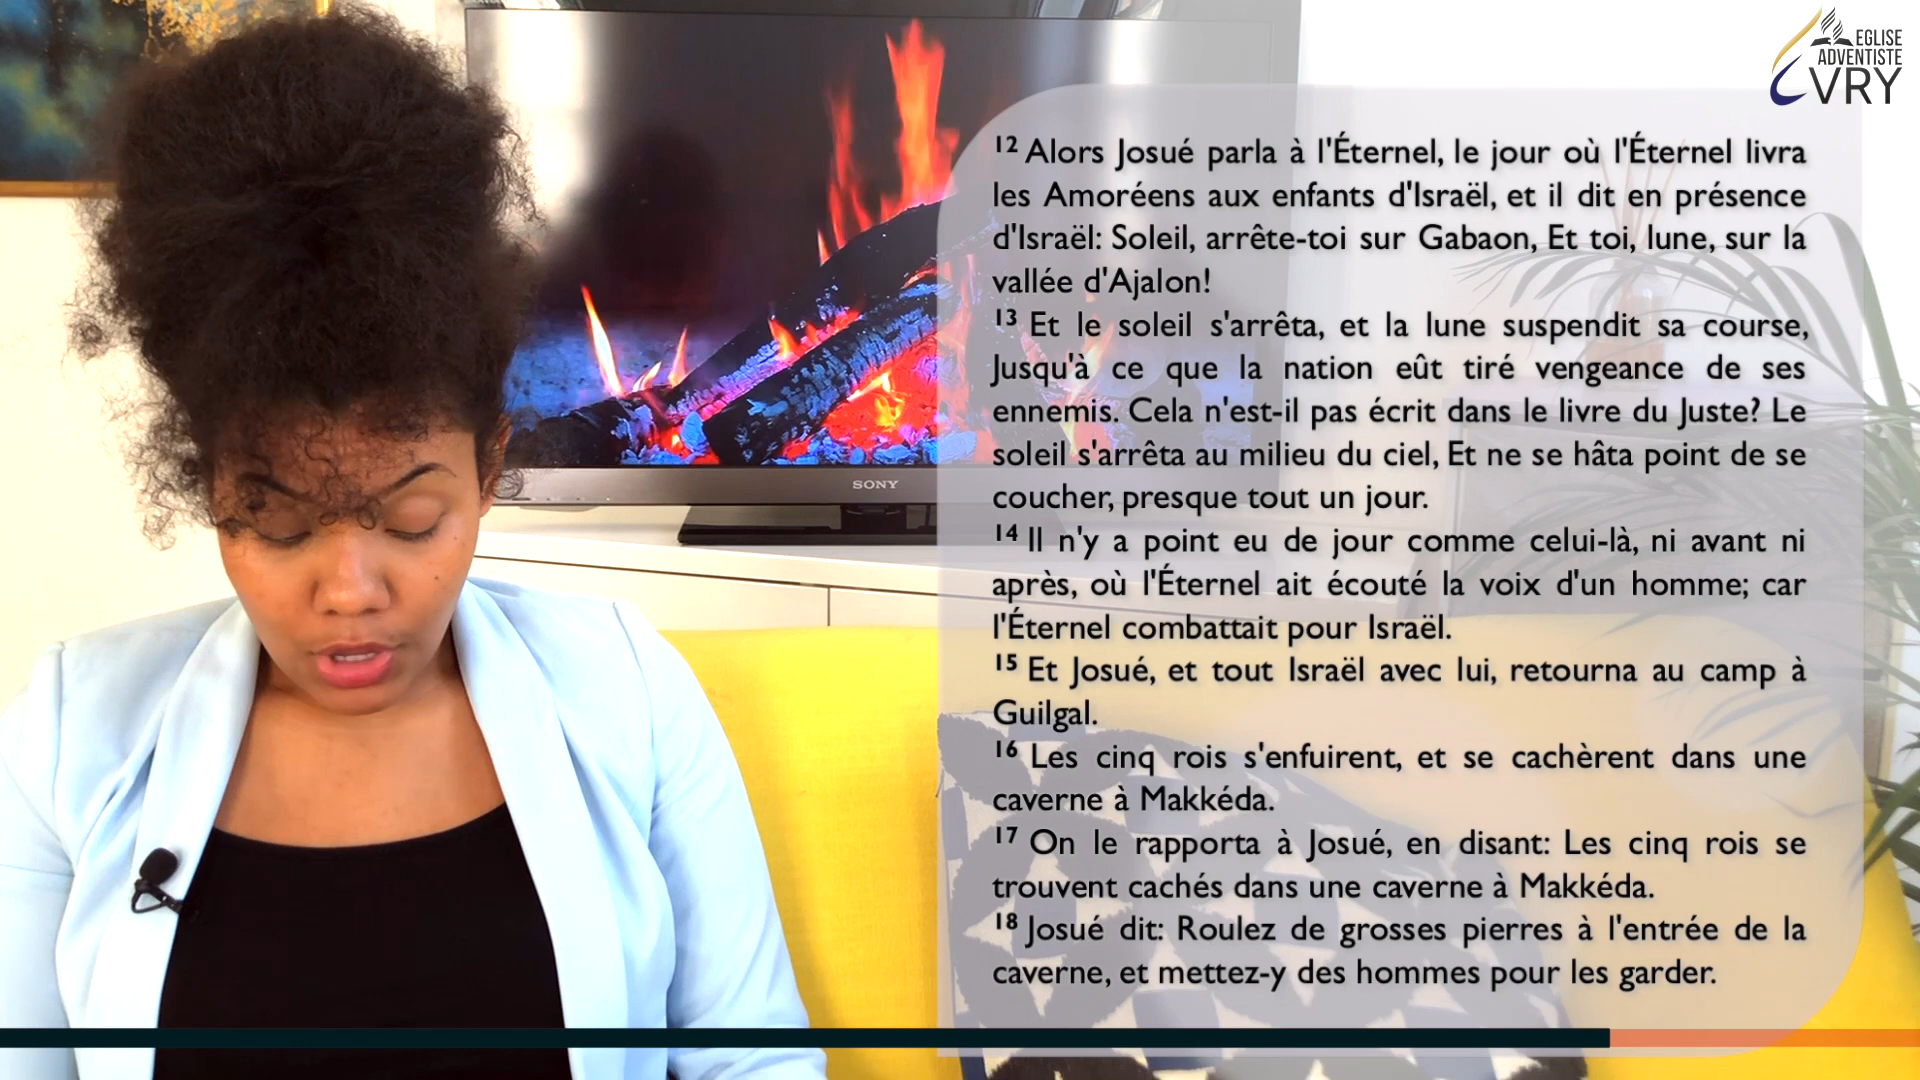 EGLISE
ADVENTISTE
VRY
12 Alors Josué parla à l'Éternel, le jour où l'Éternel livra
les Amoréens aux enfants d'Israël, et il dit en présence
d'Israël: Soleil, arrête-toi sur Gabaon, Et toi, lune, sur la
vallée d'Ajalon!
13 Et le soleil s'arrêta, et la lune suspendit sa course,
Jusqu'à ce que la nation eût tiré vengeance de ses
ennemis. Cela n'est-il pas écrit dans le livre du Juste? Le
soleil s'arrêta au milieu du ciel, Et ne se hâta point de se
coucher, presque tout un jour.
14 Il n'y a point eu de jour comme celui-là, ni avant ni
après, où l'Éternel ait écouté la voix d'un homme; car
l'Éternel combattait pour Israël.
15 Et Josué, et tout Israël avec lui, retourna au camp à
Guilgal.
16 Les cinq rois s'enfuirent, et se cachèrent dans une
caverne à Makkéda.
17 On le rapporta à Josué, en disant: Les cinq rois se
trouvent cachés dans une caverne à Makkéda.
18 Josué dit: Roulez de grosses pierres à l'entrée de la
caverne, et mettez-y des hommes pour les garder.
SONY